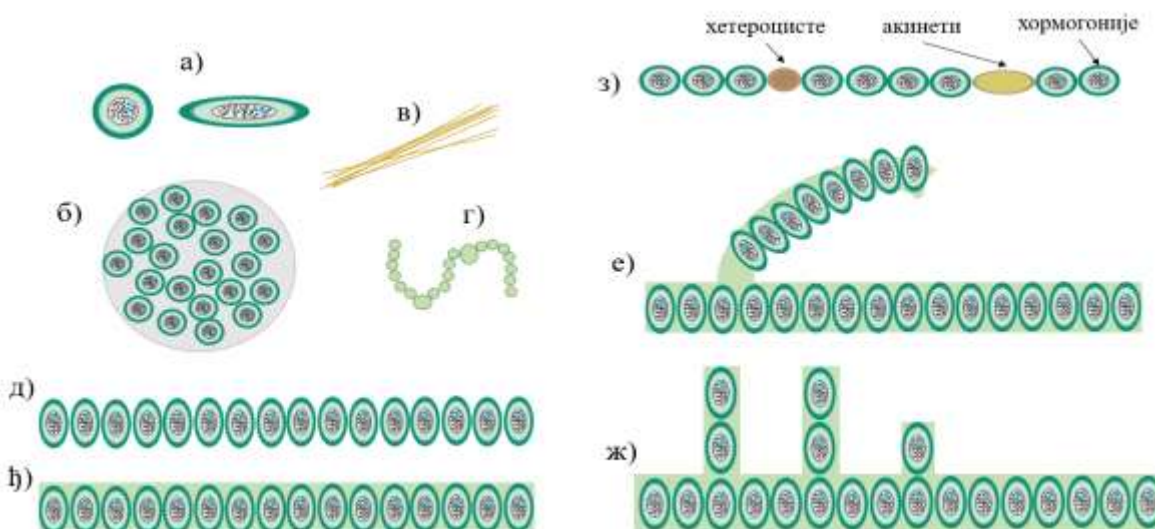 а)
б)
в)
г)
д)
ђ)
хетероцисте акинети хормогоније
з)
е)
ж)